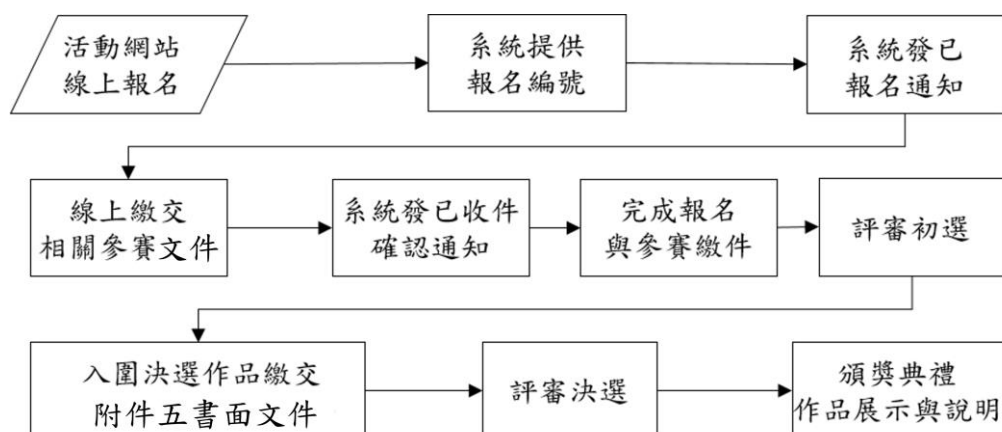 活動網站
線上報名
系統提供
報名編號
系統發已
報名通知
線上繳交
相關參賽文件
系統發已收件
確認通知
完成報名
與參賽繳件
評審初選
入圍決選作品繳交
附件五書面文件
評審決選
頒獎典禮
作品展示與說明